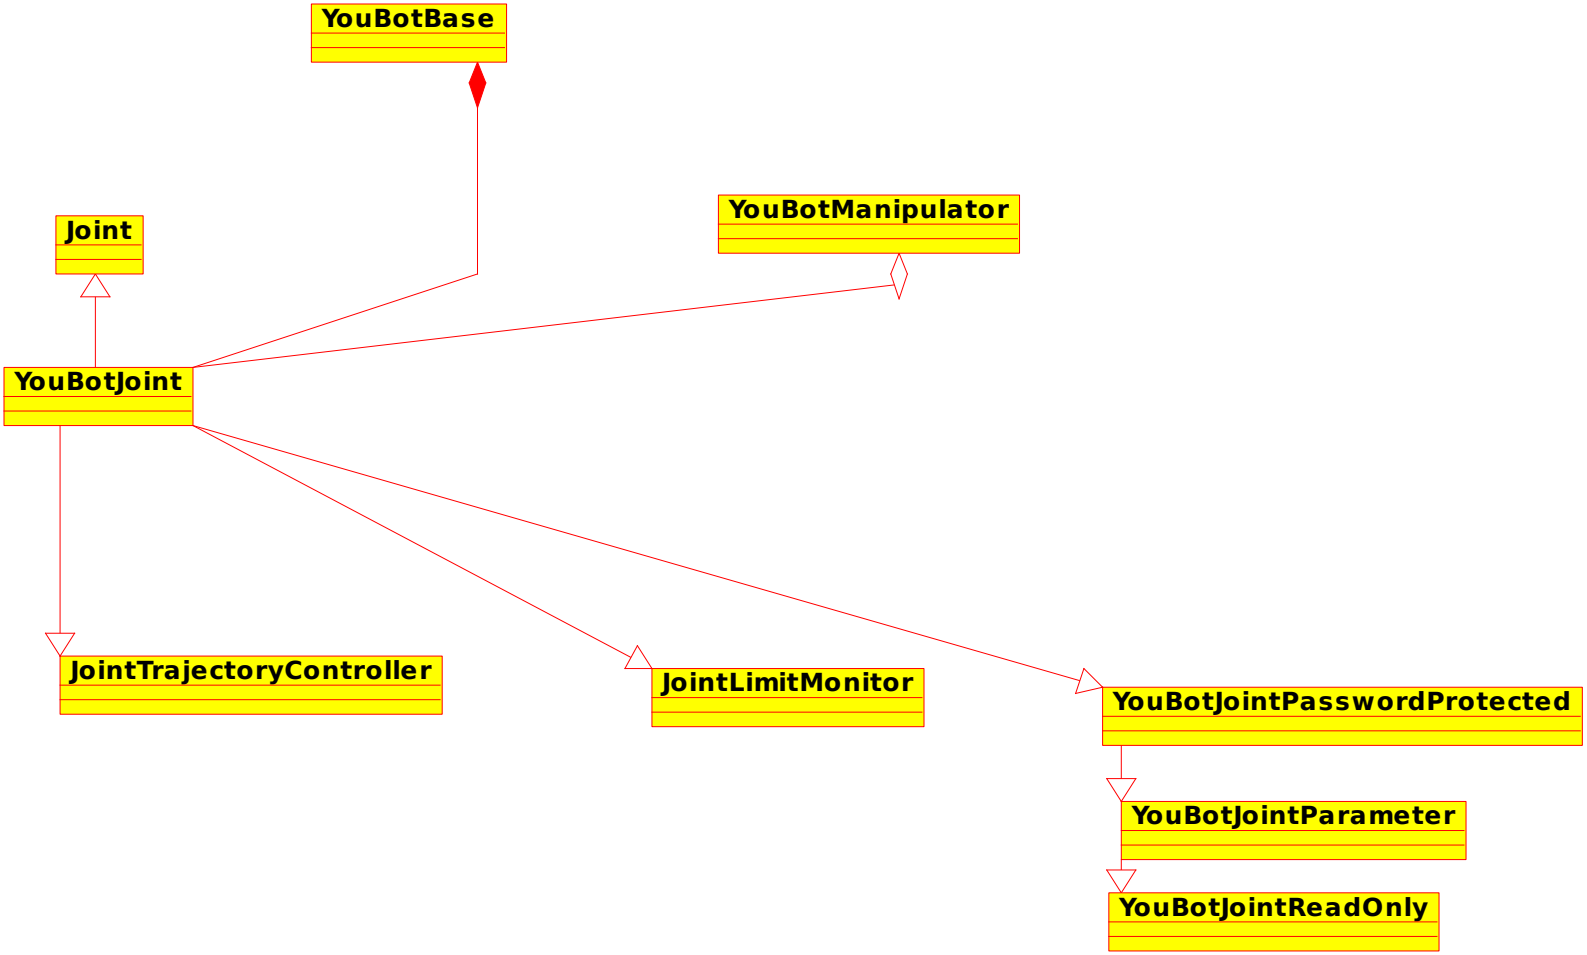 YouBotBase
YouBotManipulator
Joint
YouBotJoint
JointTrajectoryController
JointLimitMonitor
YouBotJointPasswordProtected
YouBotJointParameter
YouBotJointReadOnly